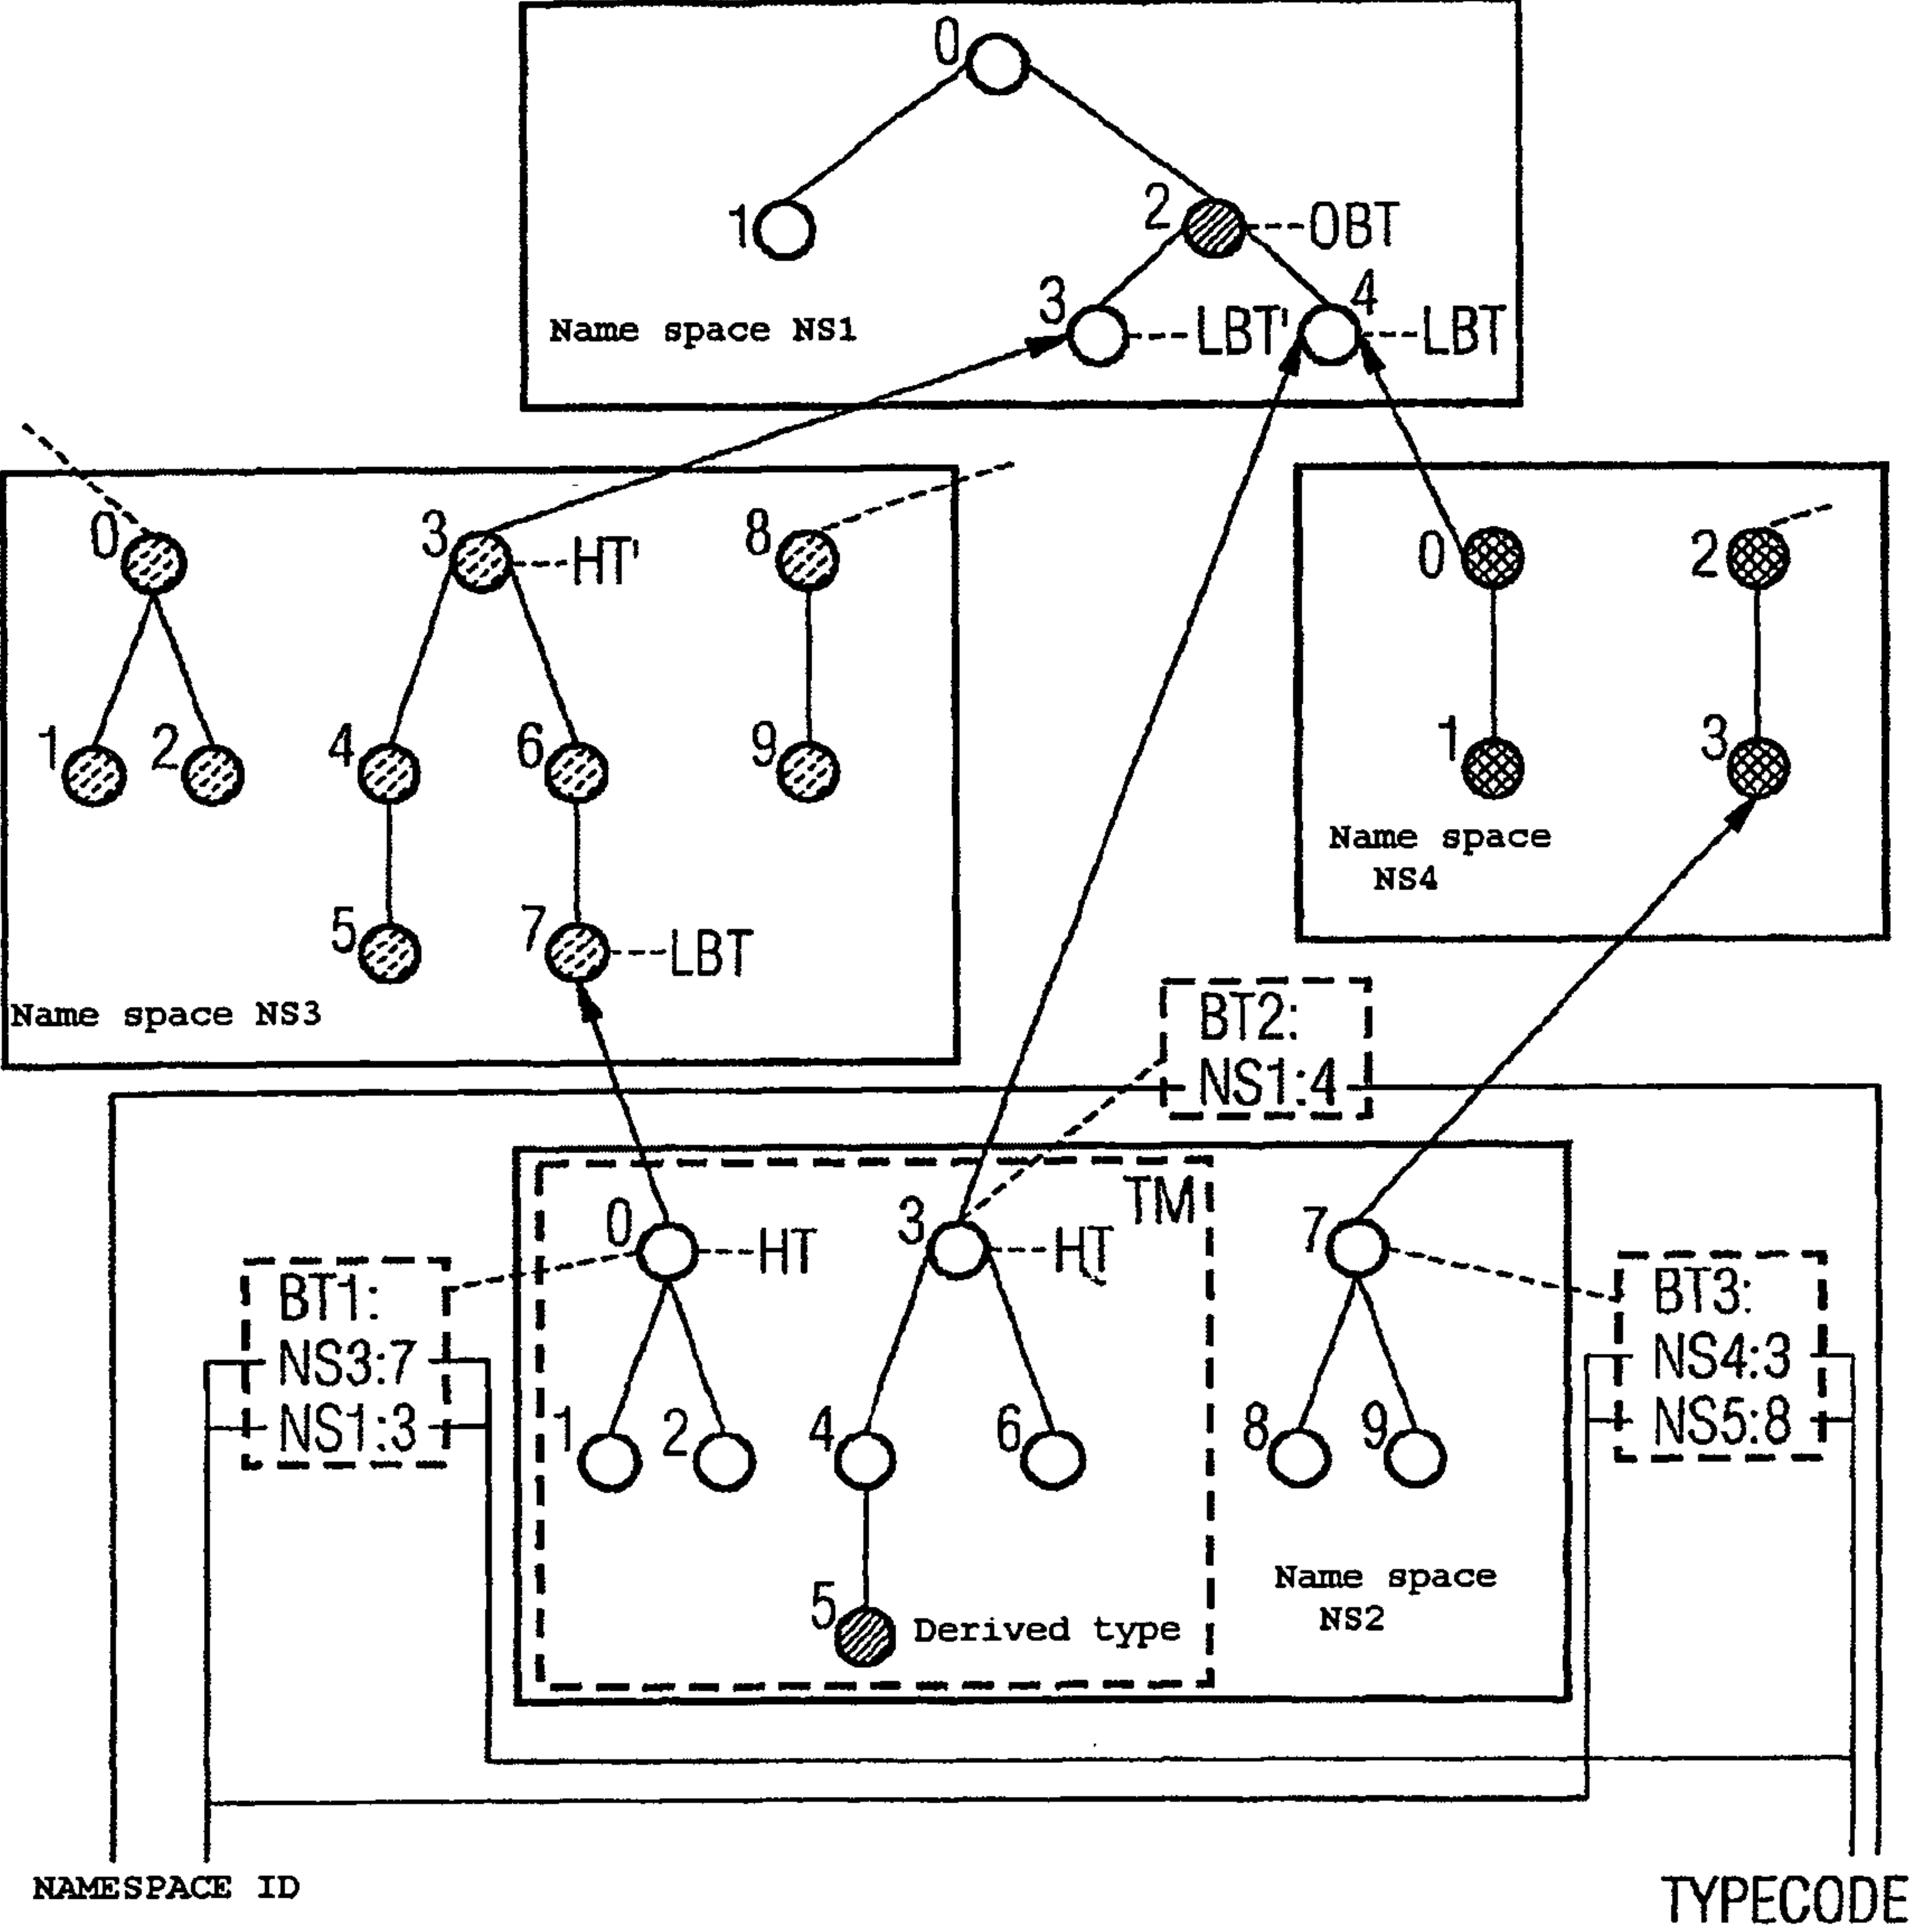 0
1
2
OBT
3
LBT'
4
LBT
Name space NS1
0
3
HT'
8
1
2
4
6
9
5
7
LBT
Name space NS3
0
2
1
3
Name space
NS4
BT2:
NS1:4
TM
0
HT
3
HT
7
BT1:
NS3:7
NS1:3
BT3:
NS4:3
NS5:8
1
2
4
6
8
9
5
Derived type
Name space
NS2
NAMESPACE ID
TYPECODE